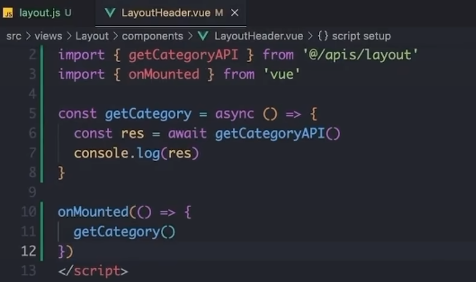 JS layout.js U
LayoutHeader.vue M ×
src > views > Layout > components > LayoutHeader.vue > {} script setup
2 import { getCategoryAPI } from '@/apis/layout'
3 import { onMounted } from 'vue'
4
5 const getCategory = async () => {
6 const res = await getCategoryAPI()
7 console.log(res)
8 }
9
10 onMounted(() => {
11 getCategory()
12 })
13 </script>